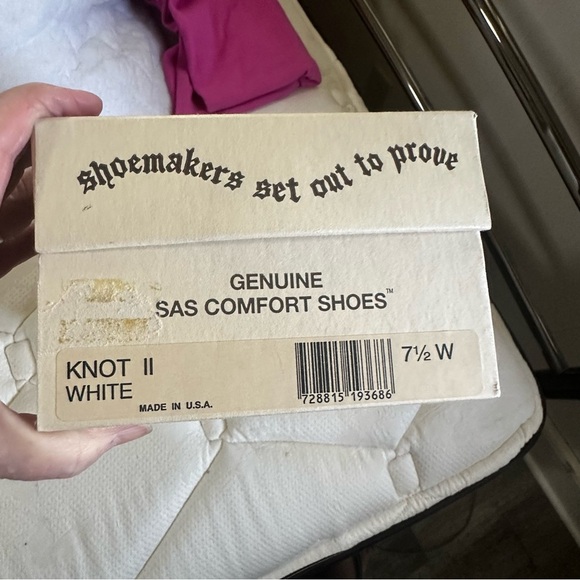 shoemakers set out to prove
GENUINE
SAS COMFORT SHOES™
KNOT II 7½ W
WHITE
MADE IN U.S.A.
728815 193686